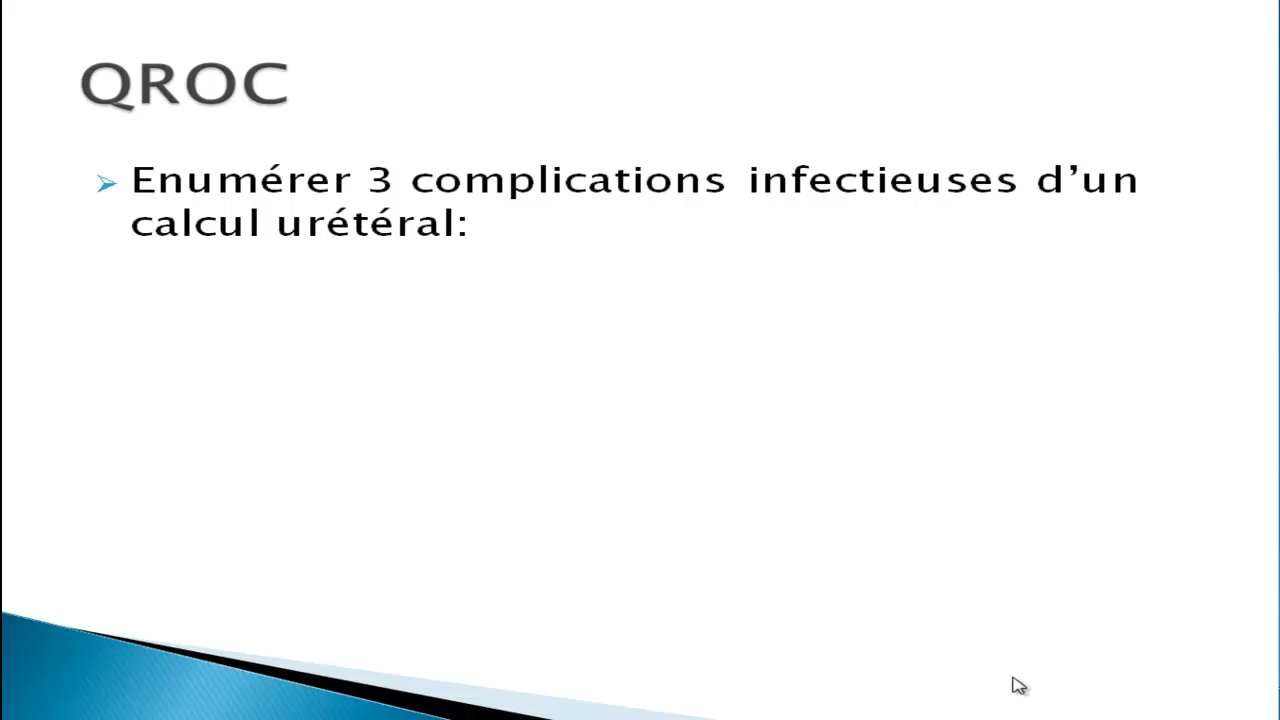 QROC
Enumérer 3 complications infectieuses d’un
calcul urétéral: